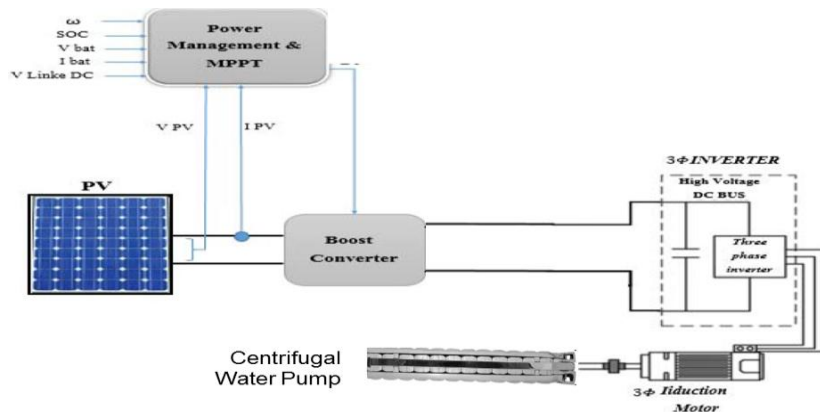 ω
SOC
V bat
I bat
V Linke DC
Power
Management &
MPPT
V PV
I PV
PV
Boost
Converter
3Φ INVERTER
High Voltage
DC BUS
Three
phase
inverter
Centrifugal
Water Pump
3Φ Iiduction
Motor